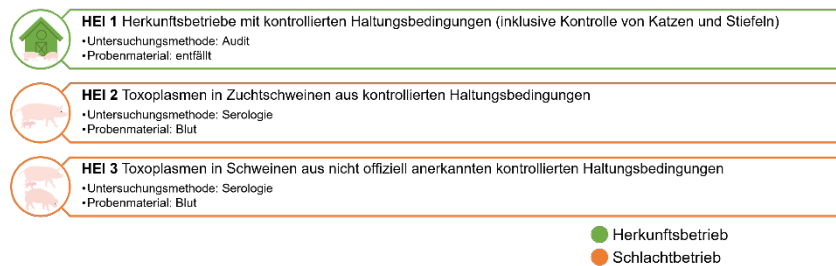 HEI 1 Herkunftsbetriebe mit kontrollierten Haltungsbedingungen (inklusive Kontrolle von Katzen und Stiefeln)
•Untersuchungsmethode: Audit
•Probenmaterial: entfällt
HEI 2 Toxoplasmen in Zuchtschweinen aus kontrollierten Haltungsbedingungen
•Untersuchungsmethode: Serologie
•Probenmaterial: Blut
HEI 3 Toxoplasmen in Schweinen aus nicht offiziell anerkannten kontrollierten Haltungsbedingungen
•Untersuchungsmethode: Serologie
•Probenmaterial: Blut
Herkunftsbetrieb
Schlachtbetrieb